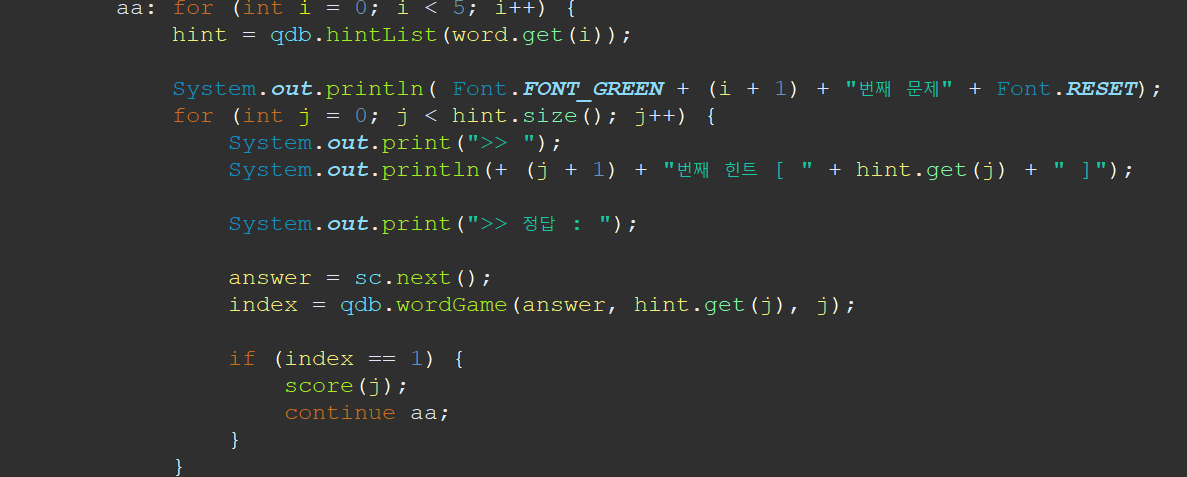 aa: for (int i = 0; i < 5; i++) {
hint = qdb.hintList(word.get(i));
System.out.println( Font.FONT_GREEN + (i + 1) + "번째 문제" + Font.RESET);
for (int j = 0; j < hint.size(); j++) {
System.out.print(">> ");
System.out.println(+ (j + 1) + "번째 힌트 [ " + hint.get(j) + " ]");
System.out.print(">> 정답 : ");
answer = sc.next();
index = qdb.wordGame(answer, hint.get(j), j);
if (index == 1) {
score(j);
continue aa;
}
}